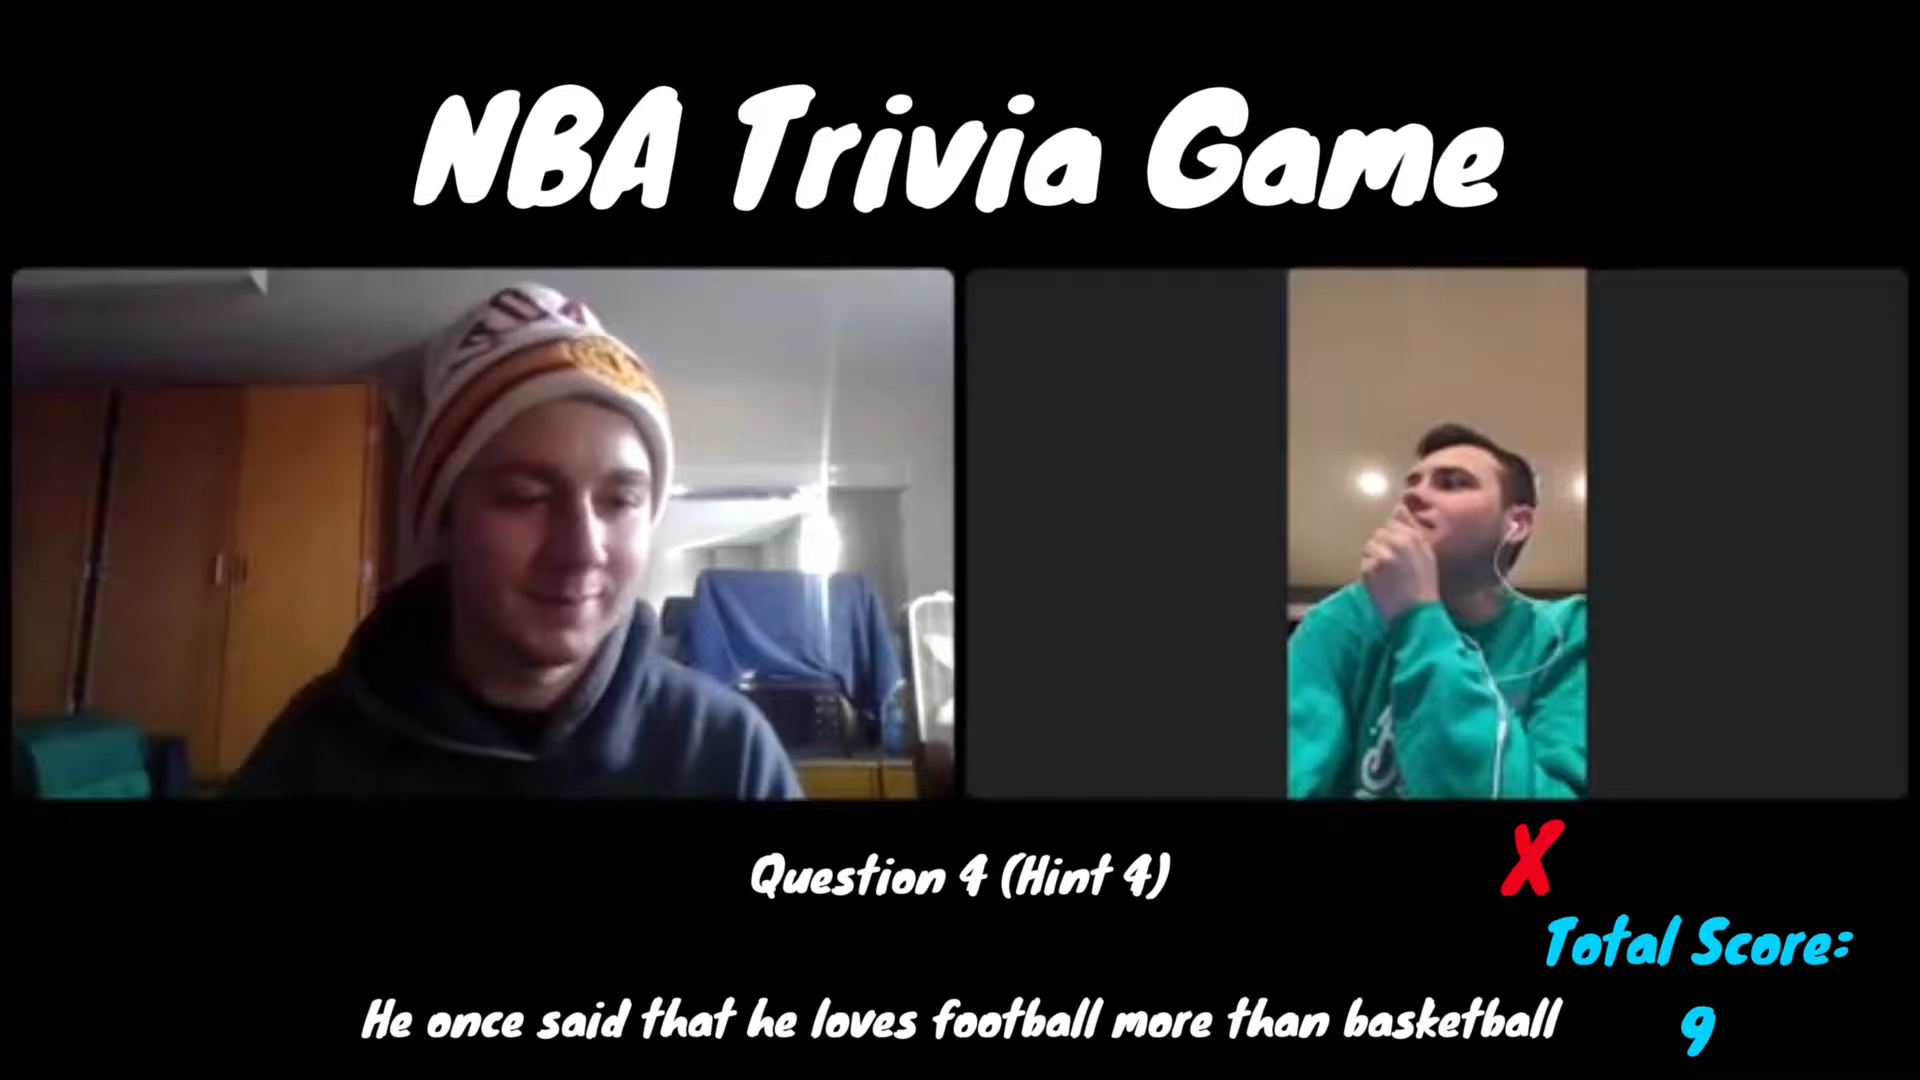 NBA Trivia Game
Question 4 (Hint 4)
X
Total Score:
He once said that he loves football more than basketball
9